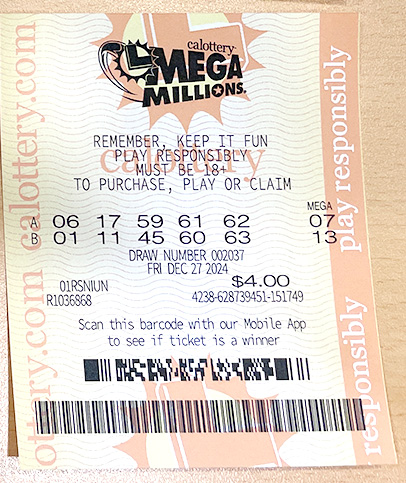 calottery
MEGA
MILLIONS.
REMEMBER, KEEP IT FUN
PLAY RESPONSIBLY
MUST BE 18+
TO PURCHASE, PLAY OR CLAIM
calottery
MEGA
A 06 17 59 61 62 07
B 01 11 45 60 63 13
DRAW NUMBER 002037
FRI DEC 27 2024
01RSNIUN $4.00
R1036868 4238-628739451-151749
Scan this barcode with our Mobile App
to see if ticket is a winner
ottery.com calottery.com
responsibly play responsibly